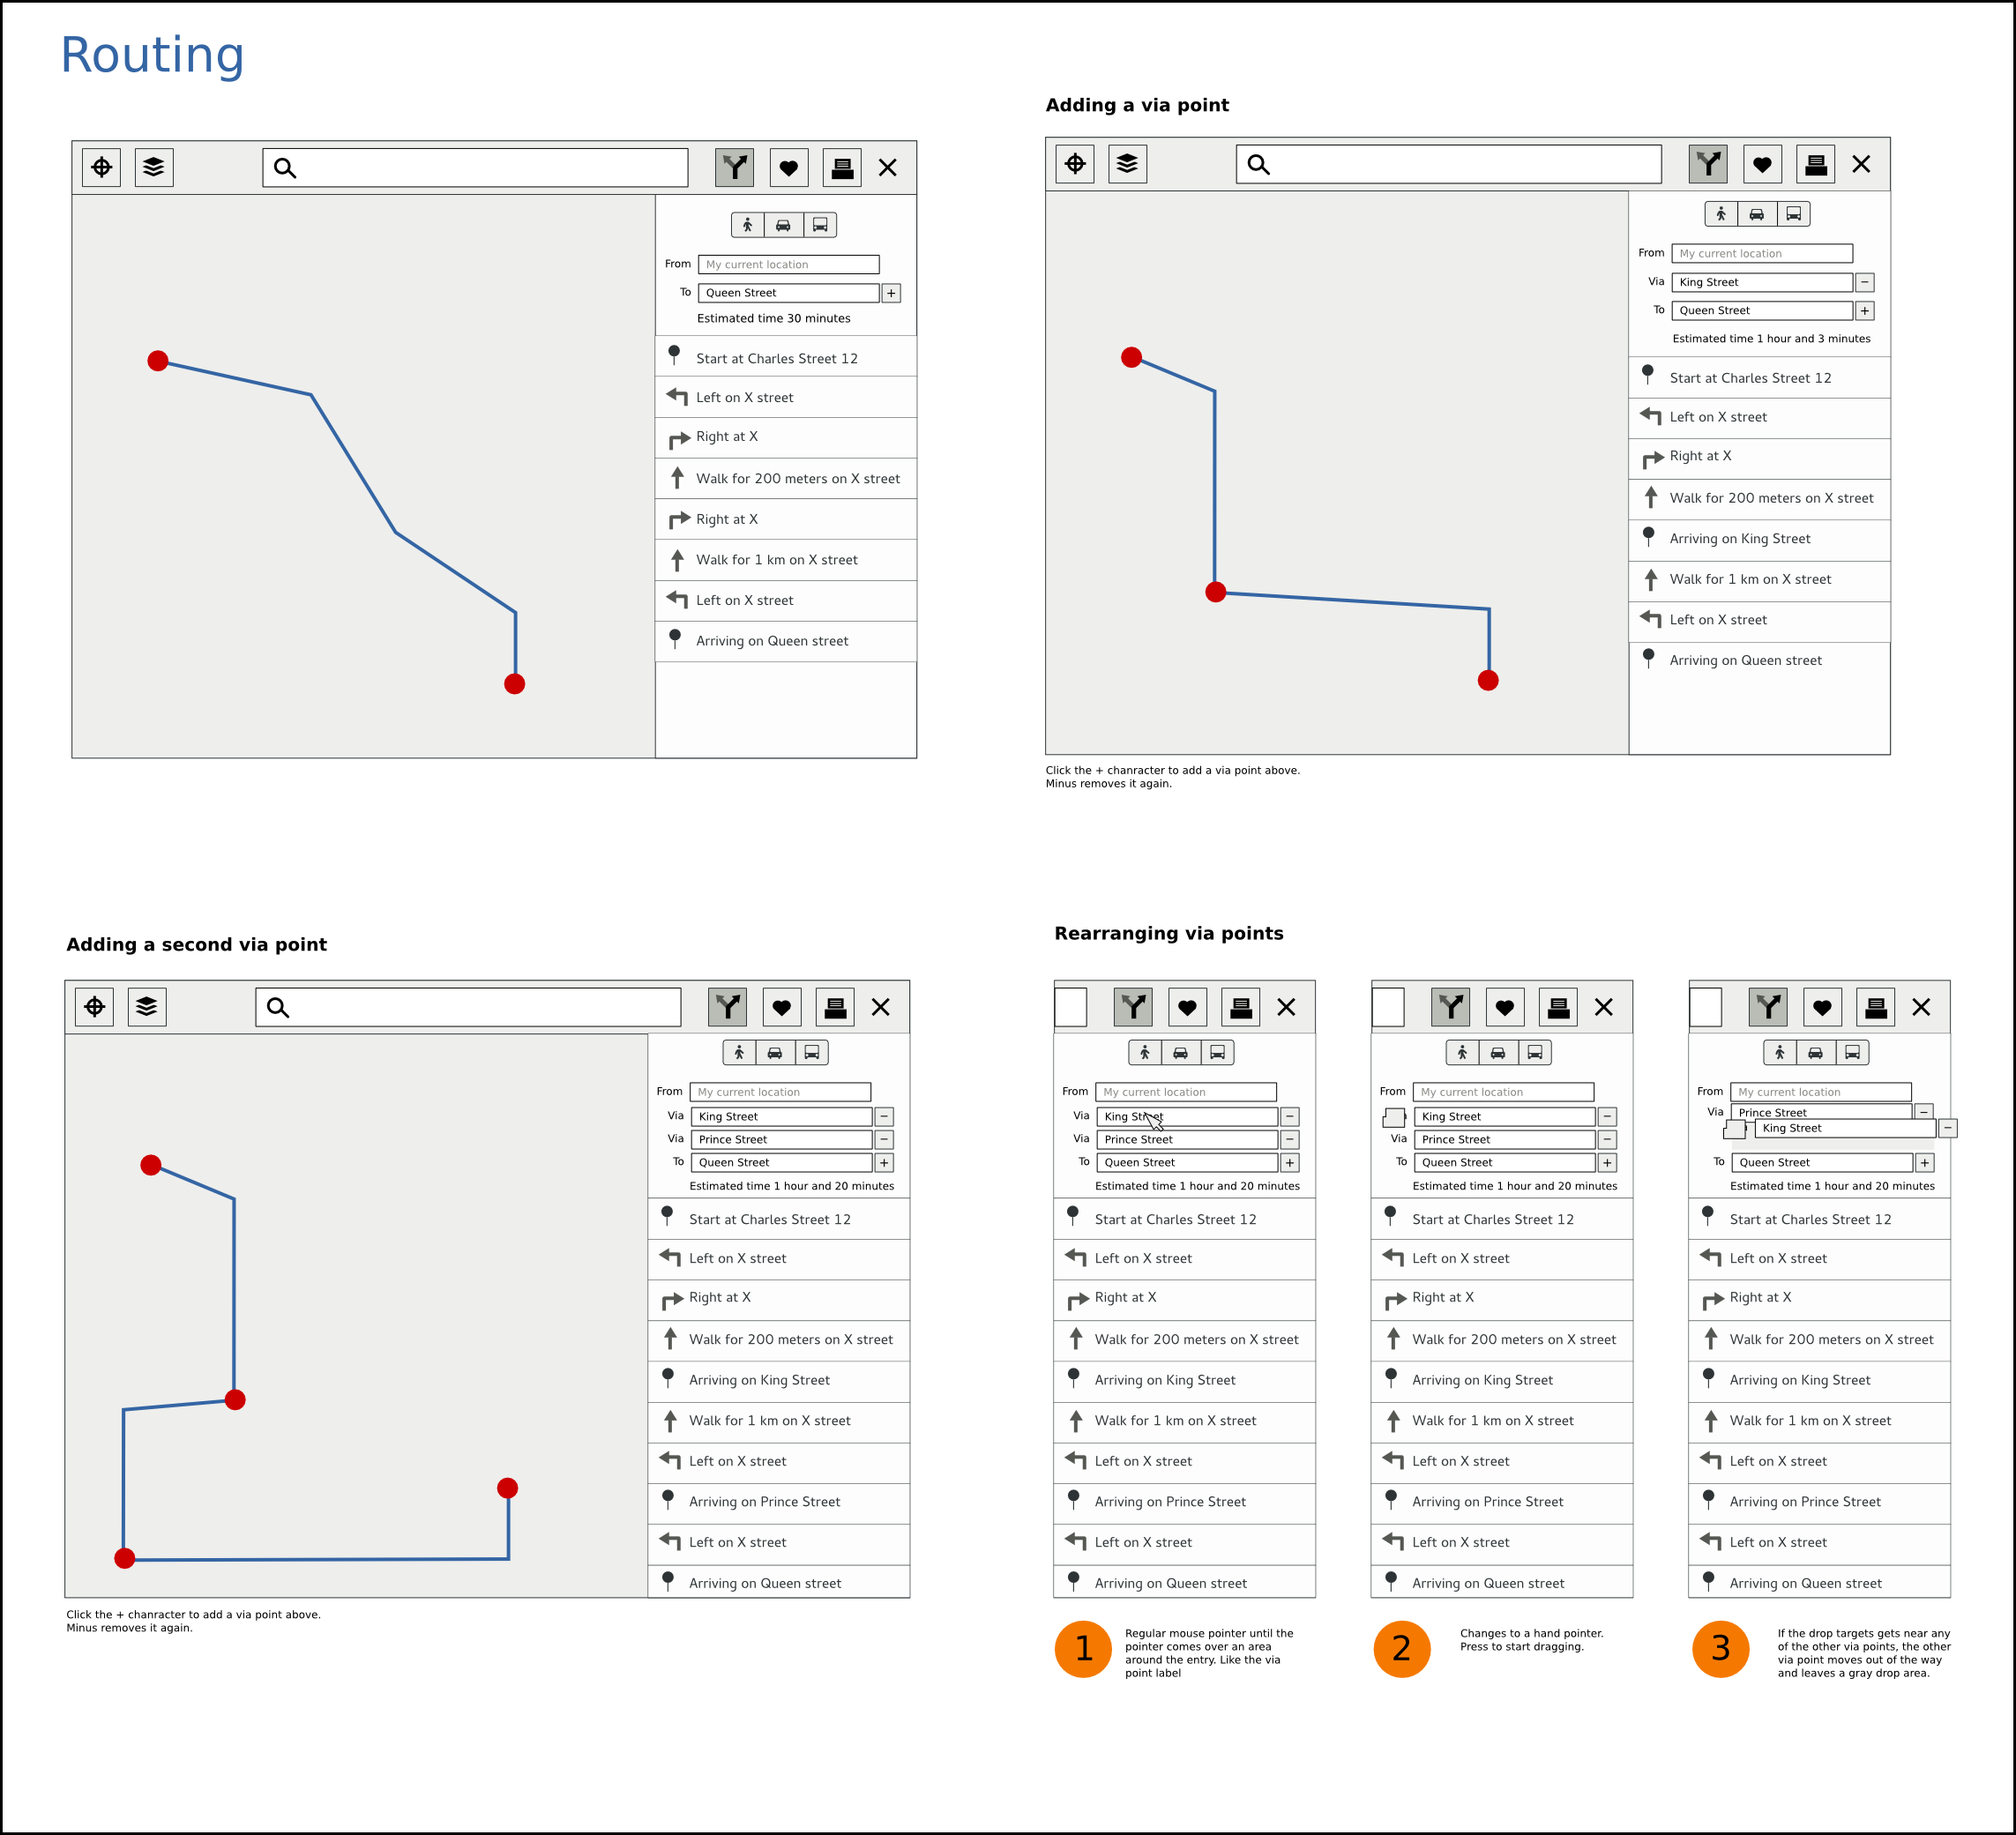 Routing
From
My current location
To
Queen Street
+
Estimated time 30 minutes
Start at Charles Street 12
Left on X street
Right at X
Walk for 200 meters on X street
Right at X
Walk for 1 km on X street
Left on X street
Arriving on Queen street
Adding a via point
From
My current location
Via
King Street
−
To
Queen Street
+
Estimated time 1 hour and 3 minutes
Start at Charles Street 12
Left on X street
Right at X
Walk for 200 meters on X street
Arriving on King Street
Walk for 1 km on X street
Left on X street
Arriving on Queen street
Click the + chanracter to add a via point above.
Minus removes it again.
Adding a second via point
From
My current location
Via
King Street
−
Via
Prince Street
−
To
Queen Street
+
Estimated time 1 hour and 20 minutes
Start at Charles Street 12
Left on X street
Right at X
Walk for 200 meters on X street
Arriving on King Street
Walk for 1 km on X street
Left on X street
Arriving on Prince Street
Left on X street
Arriving on Queen street
Click the + chanracter to add a via point above.
Minus removes it again.
Rearranging via points
From
My current location
Via
King Street
−
Via
Prince Street
−
To
Queen Street
+
Estimated time 1 hour and 20 minutes
Start at Charles Street 12
Left on X street
Right at X
Walk for 200 meters on X street
Arriving on King Street
Walk for 1 km on X street
Left on X street
Arriving on Prince Street
Left on X street
Arriving on Queen street
1
Regular mouse pointer until the
pointer comes over an area
around the entry. Like the via
point label
From
My current location
King Street
−
Via
Prince Street
−
To
Queen Street
+
Estimated time 1 hour and 20 minutes
Start at Charles Street 12
Left on X street
Right at X
Walk for 200 meters on X street
Arriving on King Street
Walk for 1 km on X street
Left on X street
Arriving on Prince Street
Left on X street
Arriving on Queen street
2
Changes to a hand pointer.
Press to start dragging.
From
My current location
Via
Prince Street
−
King Street
−
To
Queen Street
+
Estimated time 1 hour and 20 minutes
Start at Charles Street 12
Left on X street
Right at X
Walk for 200 meters on X street
Arriving on King Street
Walk for 1 km on X street
Left on X street
Arriving on Prince Street
Left on X street
Arriving on Queen street
3
If the drop targets gets near any
of the other via points, the other
via point moves out of the way
and leaves a gray drop area.